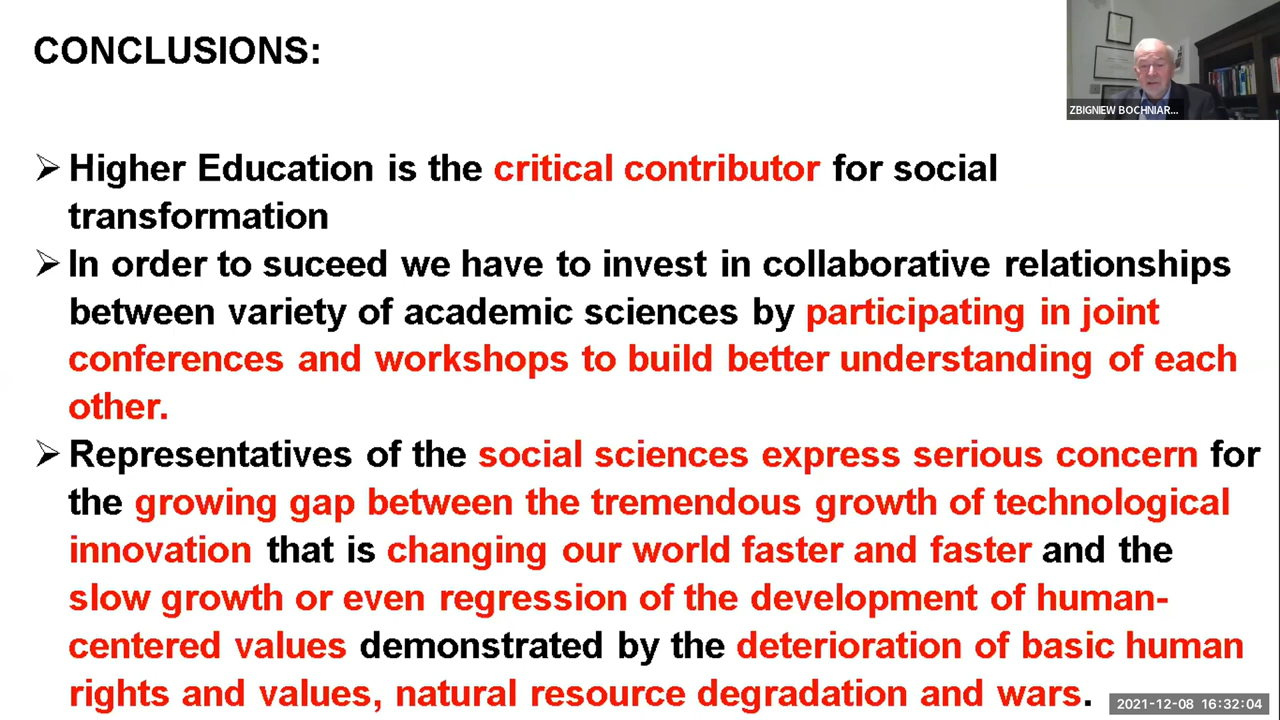 CONCLUSIONS:
ZBIGNIEW BOCHNIAR...
➢ Higher Education is the critical contributor for social
transformation
➢ In order to suceed we have to invest in collaborative relationships
between variety of academic sciences by participating in joint
conferences and workshops to build better understanding of each
other.
➢ Representatives of the social sciences express serious concern for
the growing gap between the tremendous growth of technological
innovation that is changing our world faster and faster and the
slow growth or even regression of the development of human-
centered values demonstrated by the deterioration of basic human
rights and values, natural resource degradation and wars.
2021-12-08 16:32:04